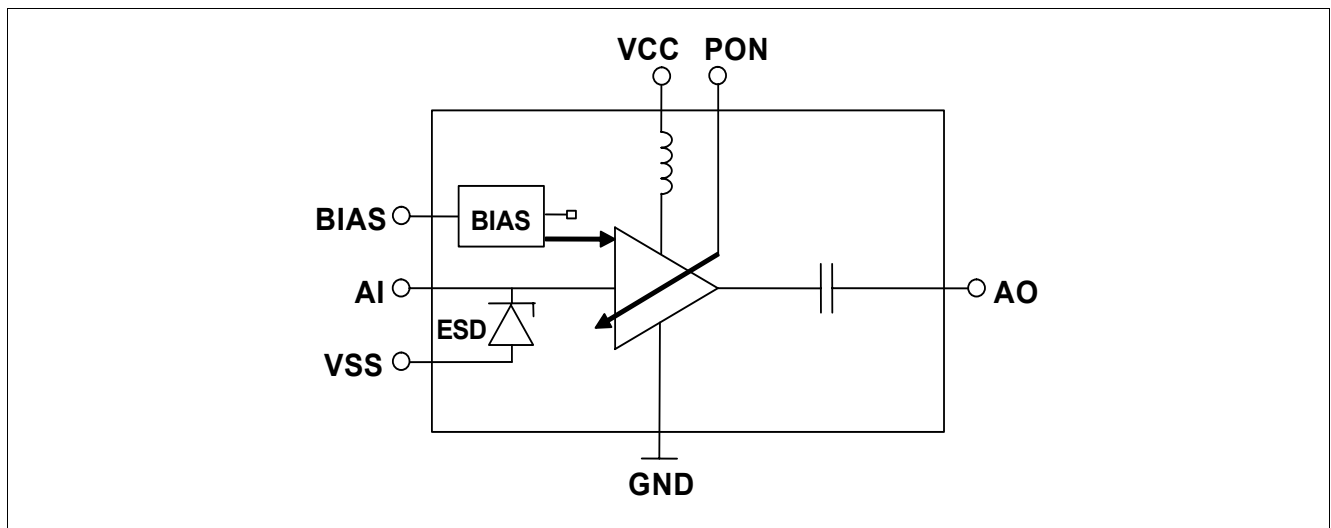 VCC PON
BIAS
BIAS
AI
ESD
VSS
AO
GND